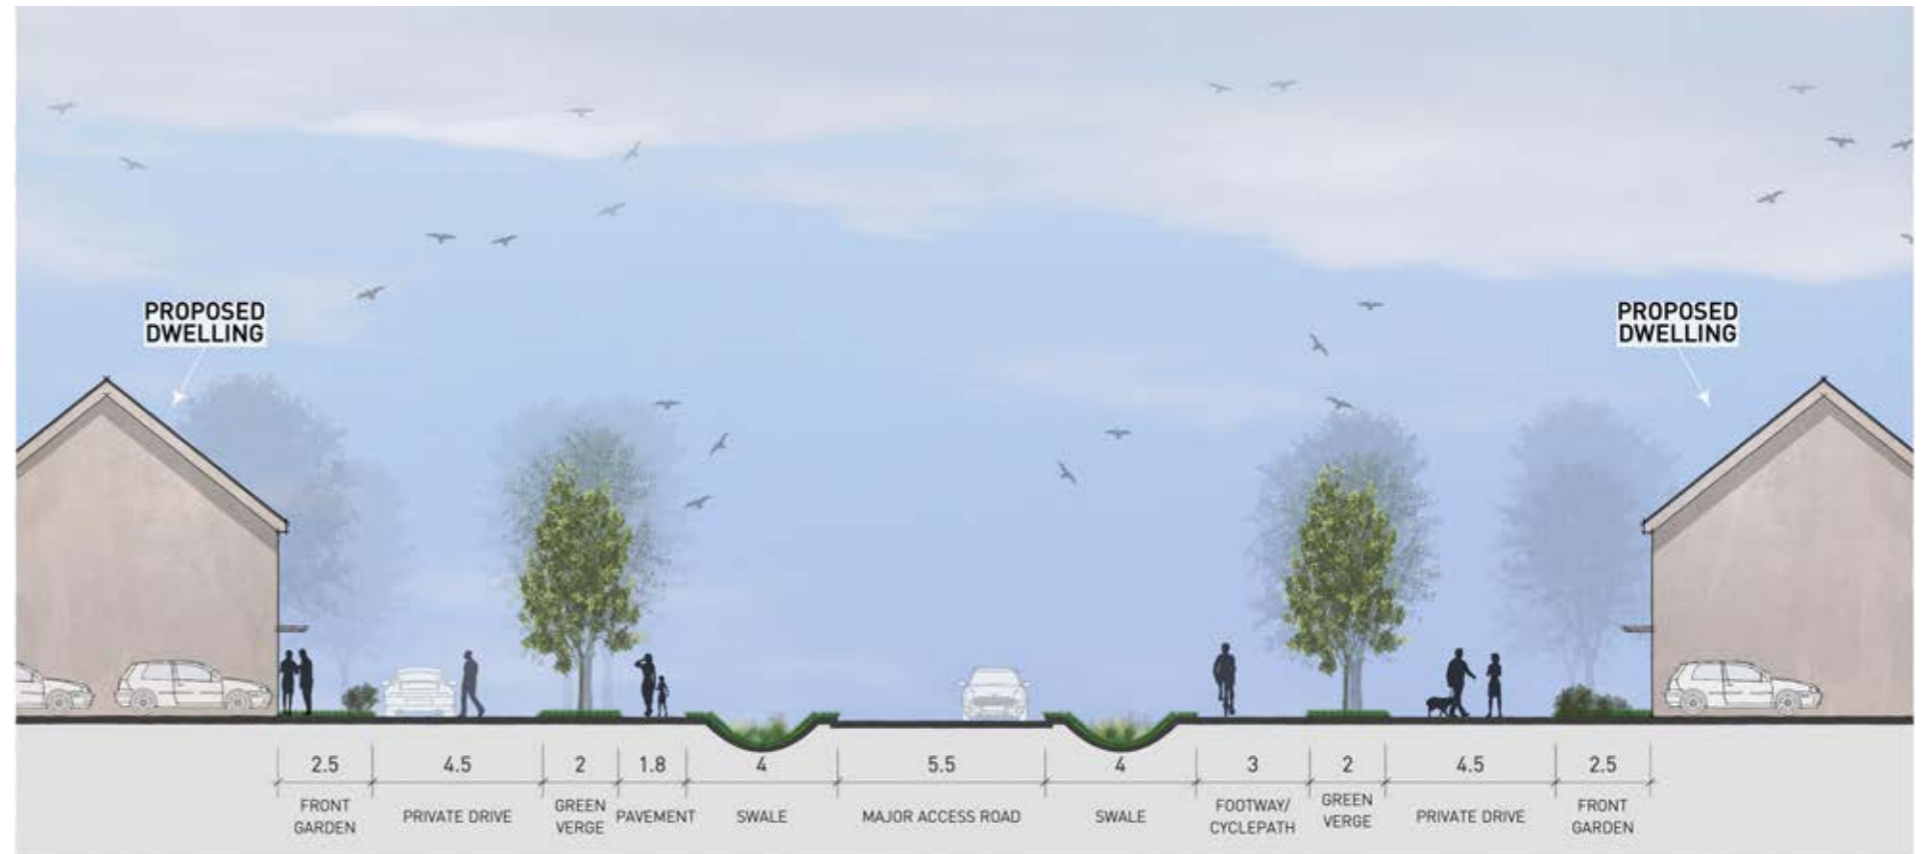 PROPOSED
DWELLING
PROPOSED
DWELLING
2.5
4.5
2
1.8
4
5.5
4
3
2
4.5
2.5
FRONT
GARDEN
PRIVATE DRIVE
GREEN
VERGE
PAVEMENT
SWALE
MAJOR ACCESS ROAD
SWALE
FOOTWAY/
CYCLEPATH
GREEN
VERGE
PRIVATE DRIVE
FRONT
GARDEN